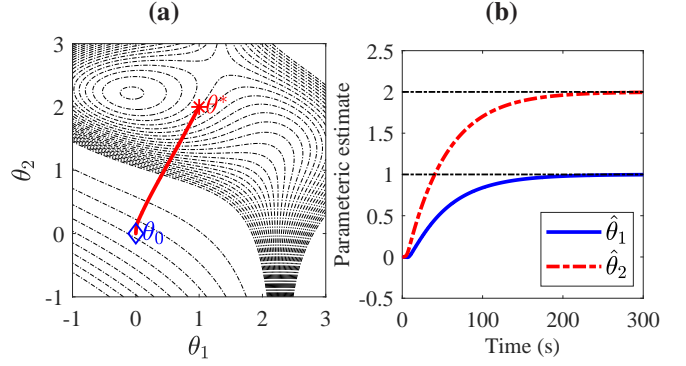 (a)
3
2
1
0
-1
-1
0
1
2
3
θ₂
θ₁
θ*
θ₀
(b)
2.5
2
1.5
1
0.5
0
-0.5
0
100
200
300
Parameteric estimate
Time (s)
θ̂₁
θ̂₂